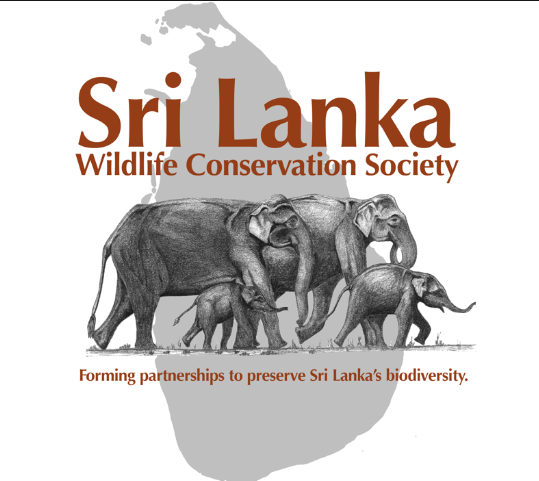 Sri Lanka
Wildlife Conservation Society
Forming partnerships to preserve Sri Lanka's biodiversity.